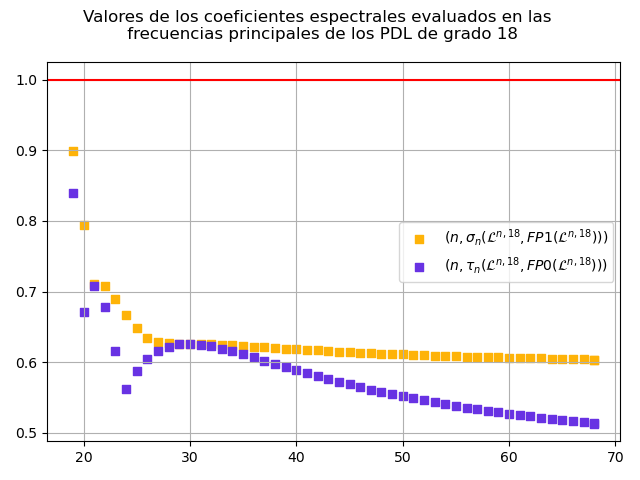 Valores de los coeficientes espectrales evaluados en las
frecuencias principales de los PDL de grado 18
1.0
0.9
0.8
0.7
0.6
0.5
(n, σₙ(ℒⁿ,¹⁸, FP1(ℒⁿ,¹⁸)))
(n, τₙ(ℒⁿ,¹⁸, FP0(ℒⁿ,¹⁸)))
20 30 40 50 60 70